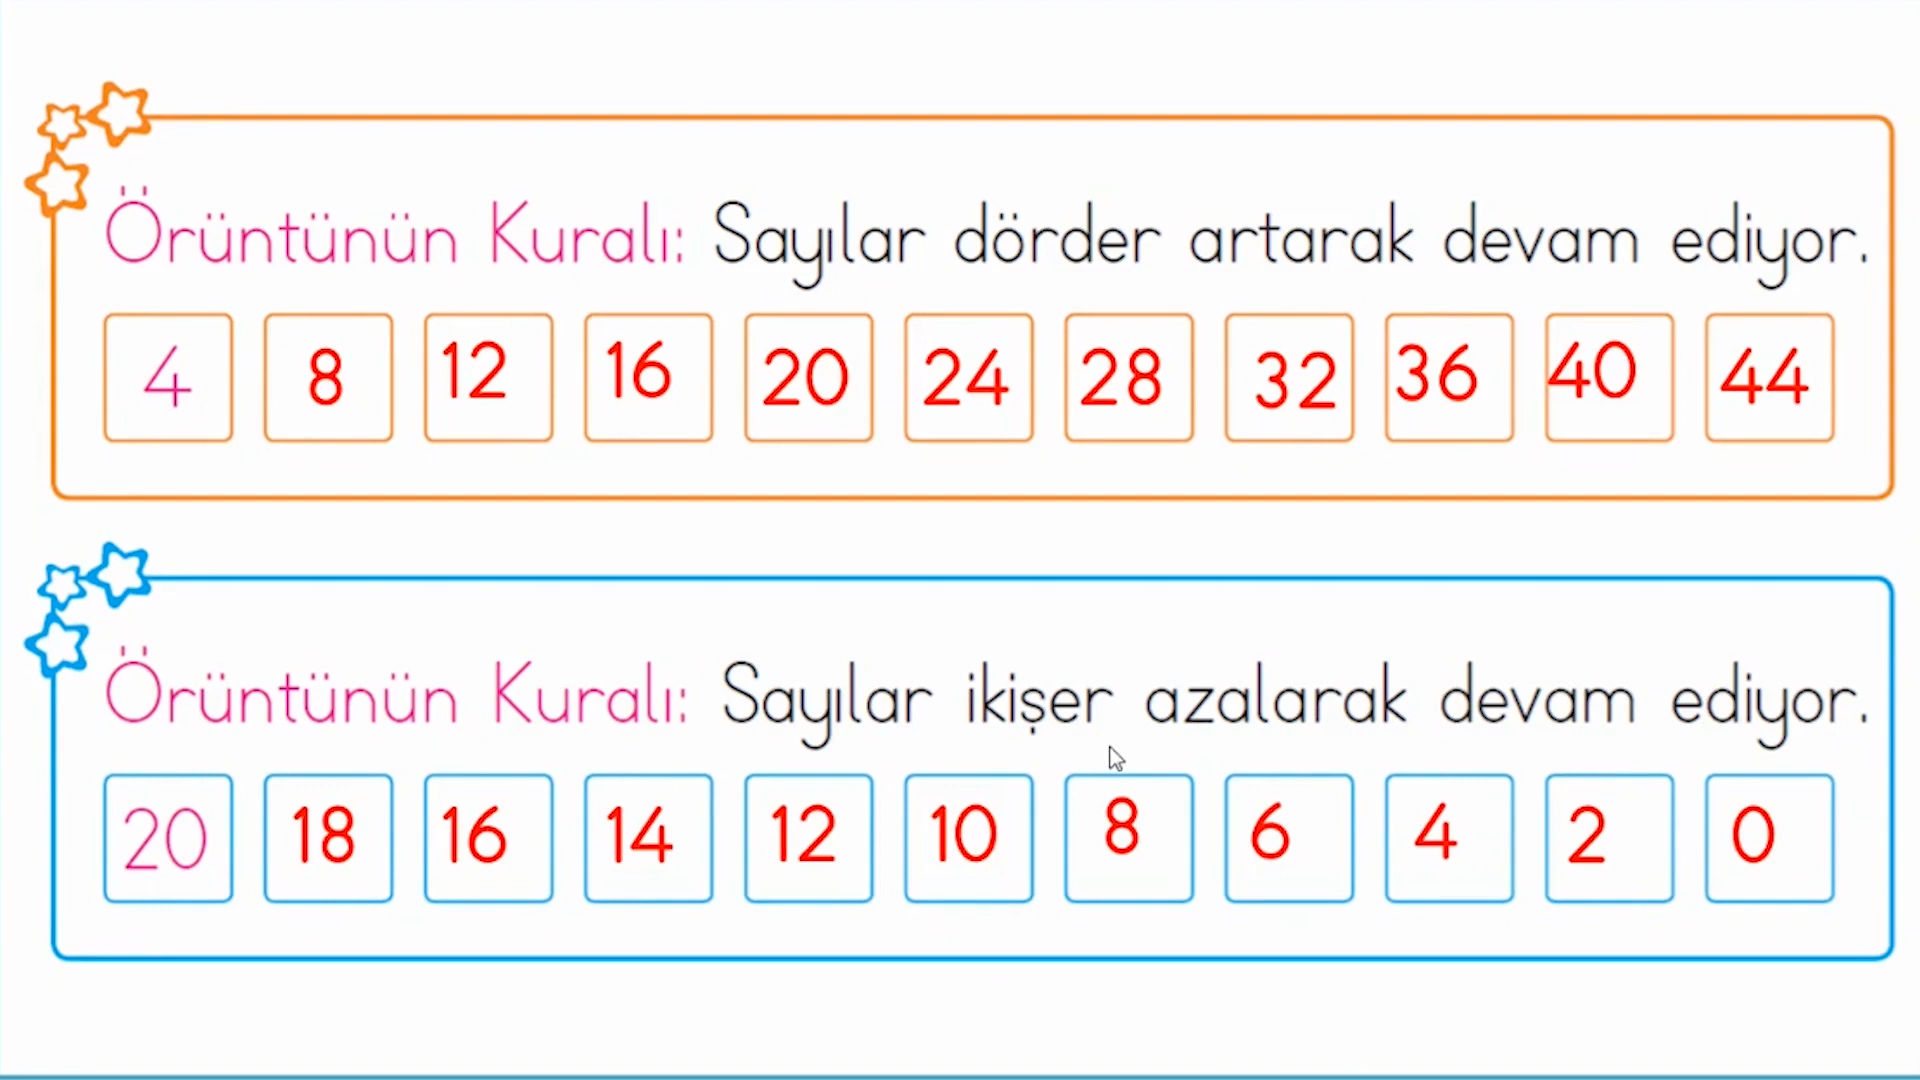 Örüntünün Kuralı: Sayılar dörder artarak devam ediyor.
4 8 12 16 20 24 28 32 36 40 44
Örüntünün Kuralı: Sayılar ikişer azalarak devam ediyor.
20 18 16 14 12 10 8 6 4 2 0